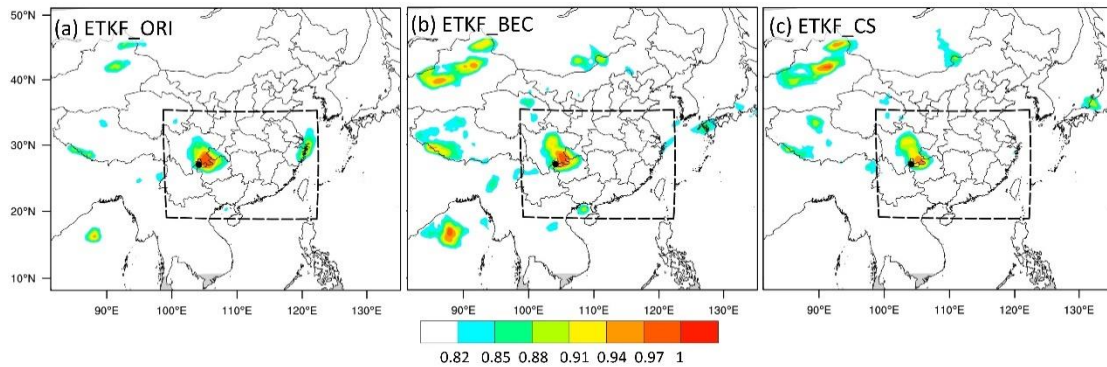 (a) ETKF_ORI
(b) ETKF_BEC
(c) ETKF_CS
50°N
40°N
30°N
20°N
10°N
90°E 100°E 110°E 120°E 130°E
90°E 100°E 110°E 120°E 130°E
90°E 100°E 110°E 120°E 130°E
0.82 0.85 0.88 0.91 0.94 0.97 1